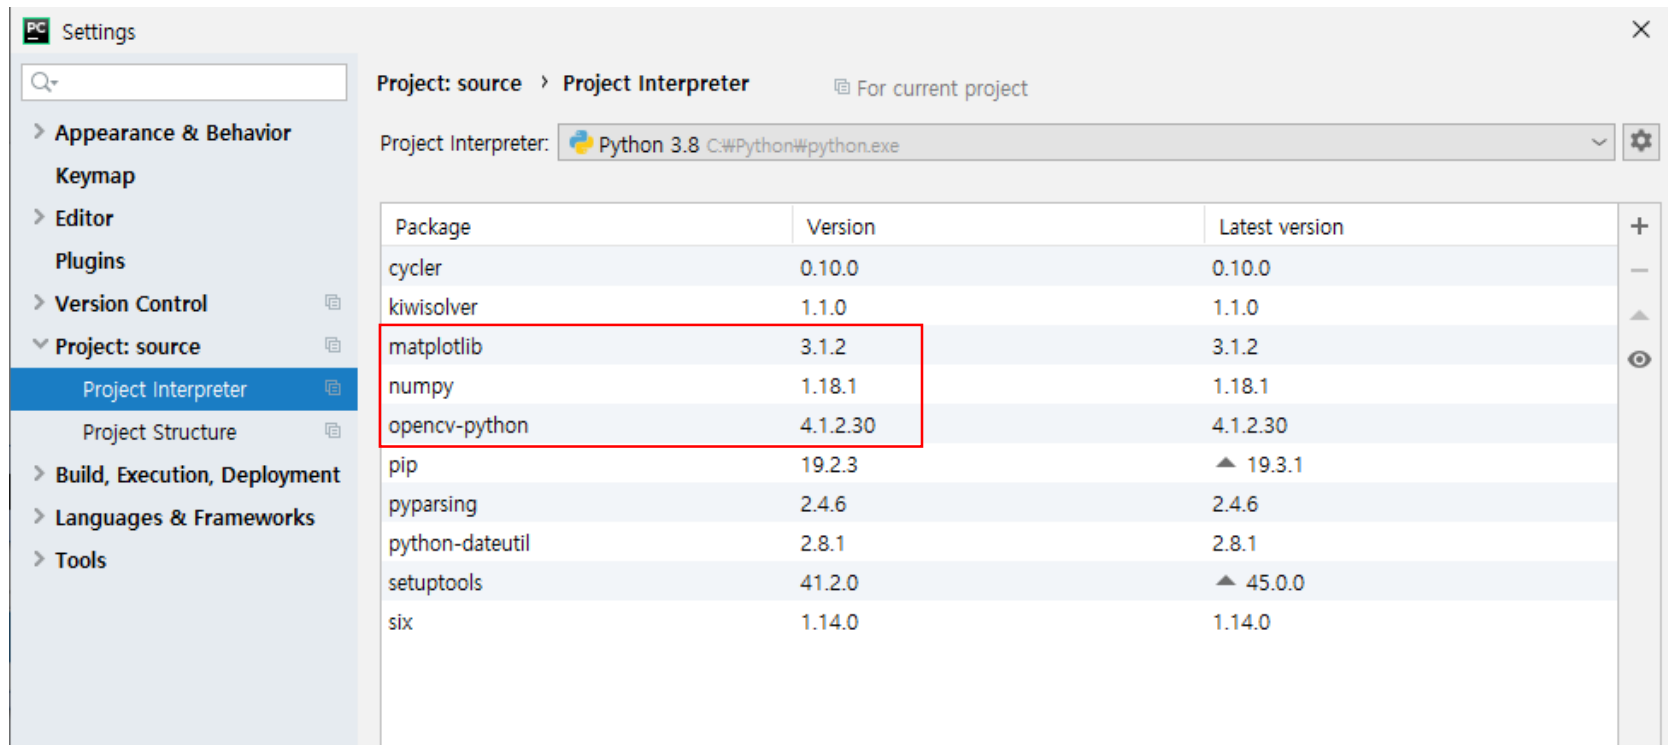 PC Settings
Project: source › Project Interpreter For current project
Appearance & Behavior
Keymap
Editor
Plugins
Version Control
Project: source
Project Interpreter
Project Structure
Build, Execution, Deployment
Languages & Frameworks
Tools
Project Interpreter: Python 3.8 C:₩Python₩python.exe
Package Version Latest version
cycler 0.10.0 0.10.0
kiwisolver 1.1.0 1.1.0
matplotlib 3.1.2 3.1.2
numpy 1.18.1 1.18.1
opencv-python 4.1.2.30 4.1.2.30
pip 19.2.3 ▲ 19.3.1
pyparsing 2.4.6 2.4.6
python-dateutil 2.8.1 2.8.1
setuptools 41.2.0 ▲ 45.0.0
six 1.14.0 1.14.0